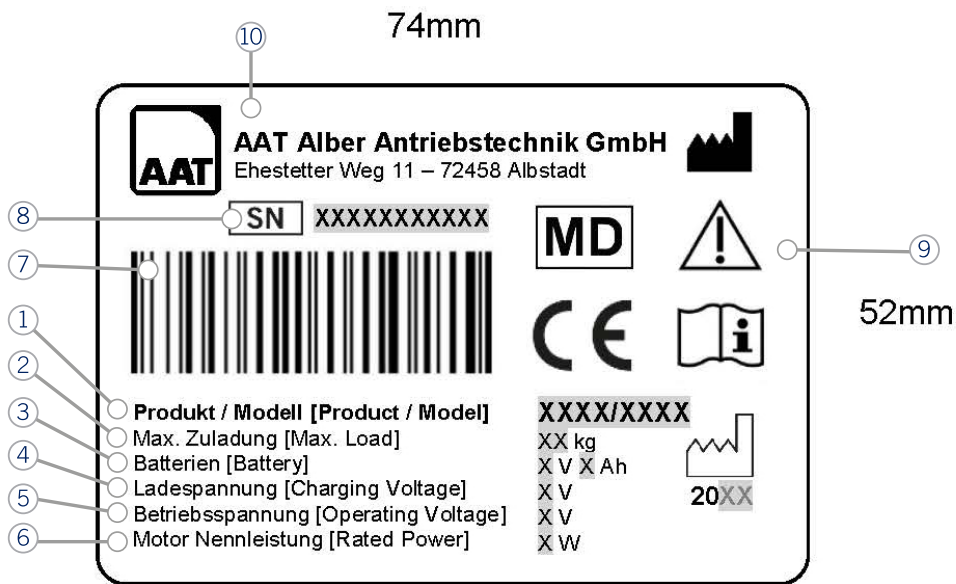 10
74mm
AAT
AAT Alber Antriebstechnik GmbH
Ehestetter Weg 11 – 72458 Albstadt
8
SN XXXXXXXXXXX
MD
9
7
CE
i
52mm
1
Produkt / Modell [Product / Model] XXXX/XXXX
2
Max. Zuladung [Max. Load] XX kg
3
Batterien [Battery] X V X Ah
4
Ladespannung [Charging Voltage] X V
20XX
5
Betriebsspannung [Operating Voltage] X V
6
Motor Nennleistung [Rated Power] X W